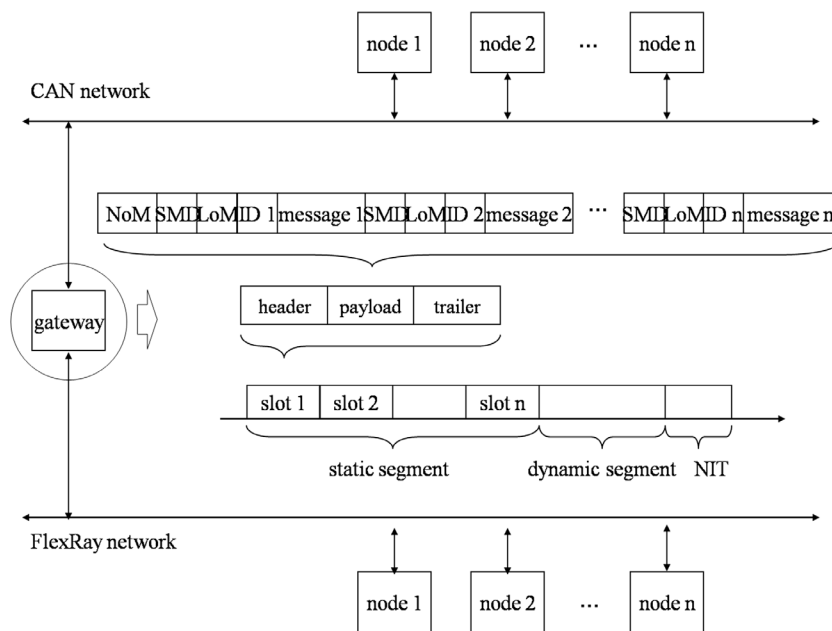 node 1 node 2 ... node n
CAN network
NoM SMD LoM ID 1 message 1 SMD LoM ID 2 message 2 ... SMD LoM ID n message n
header payload trailer
gateway
slot 1 slot 2 slot n
static segment dynamic segment NIT
FlexRay network
node 1 node 2 ... node n